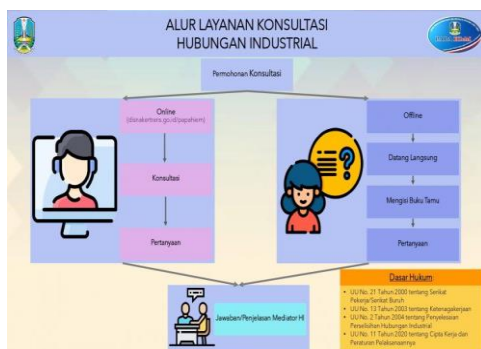 ALUR LAYANAN KONSULTASI
HUBUNGAN INDUSTRIAL
Permohonan Konsultasi
Online
Konsultasi
Pertanyaan
Offline
Datang Langsung
Mengisi Buku Tamu
Pertanyaan
Jawaban/Penjelasan Mediator HI
Dasar Hukum:
• UU No. 21 Tahun 2000 tentang Serikat
Pekerja/Serikat Buruh
• UU No. 13 Tahun 2003 tentang Ketenagakerjaan
• UU No. 2 Tahun 2004 tentang Penyelesaian
Perselisihan Hubungan Industrial
• UU No. 11 Tahun 2020 tentang Cipta Kerja dan
Peraturan Pelaksanaannya